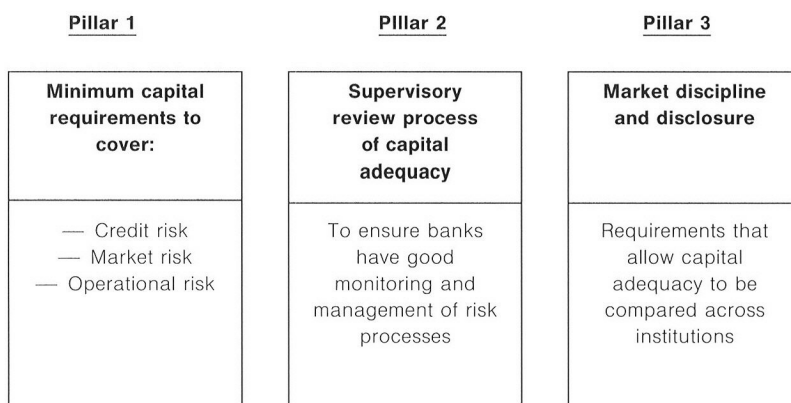 Pillar 1
Minimum capital
requirements to
cover:
— Credit risk
— Market risk
— Operational risk
PIllar 2
Supervisory
review process
of capital
adequacy
To ensure banks
have good
monitoring and
management of risk
processes
Pillar 3
Market discipline
and disclosure
Requirements that
allow capital
adequacy to be
compared across
institutions